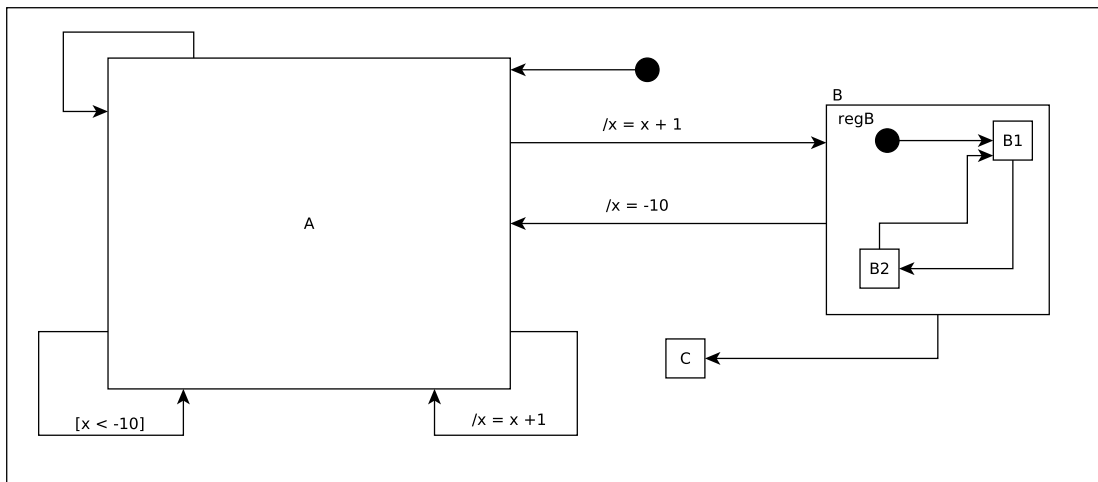 B
regB
B1
/x = x + 1
/x = -10
A
B2
C
[x < -10]
/x = x +1